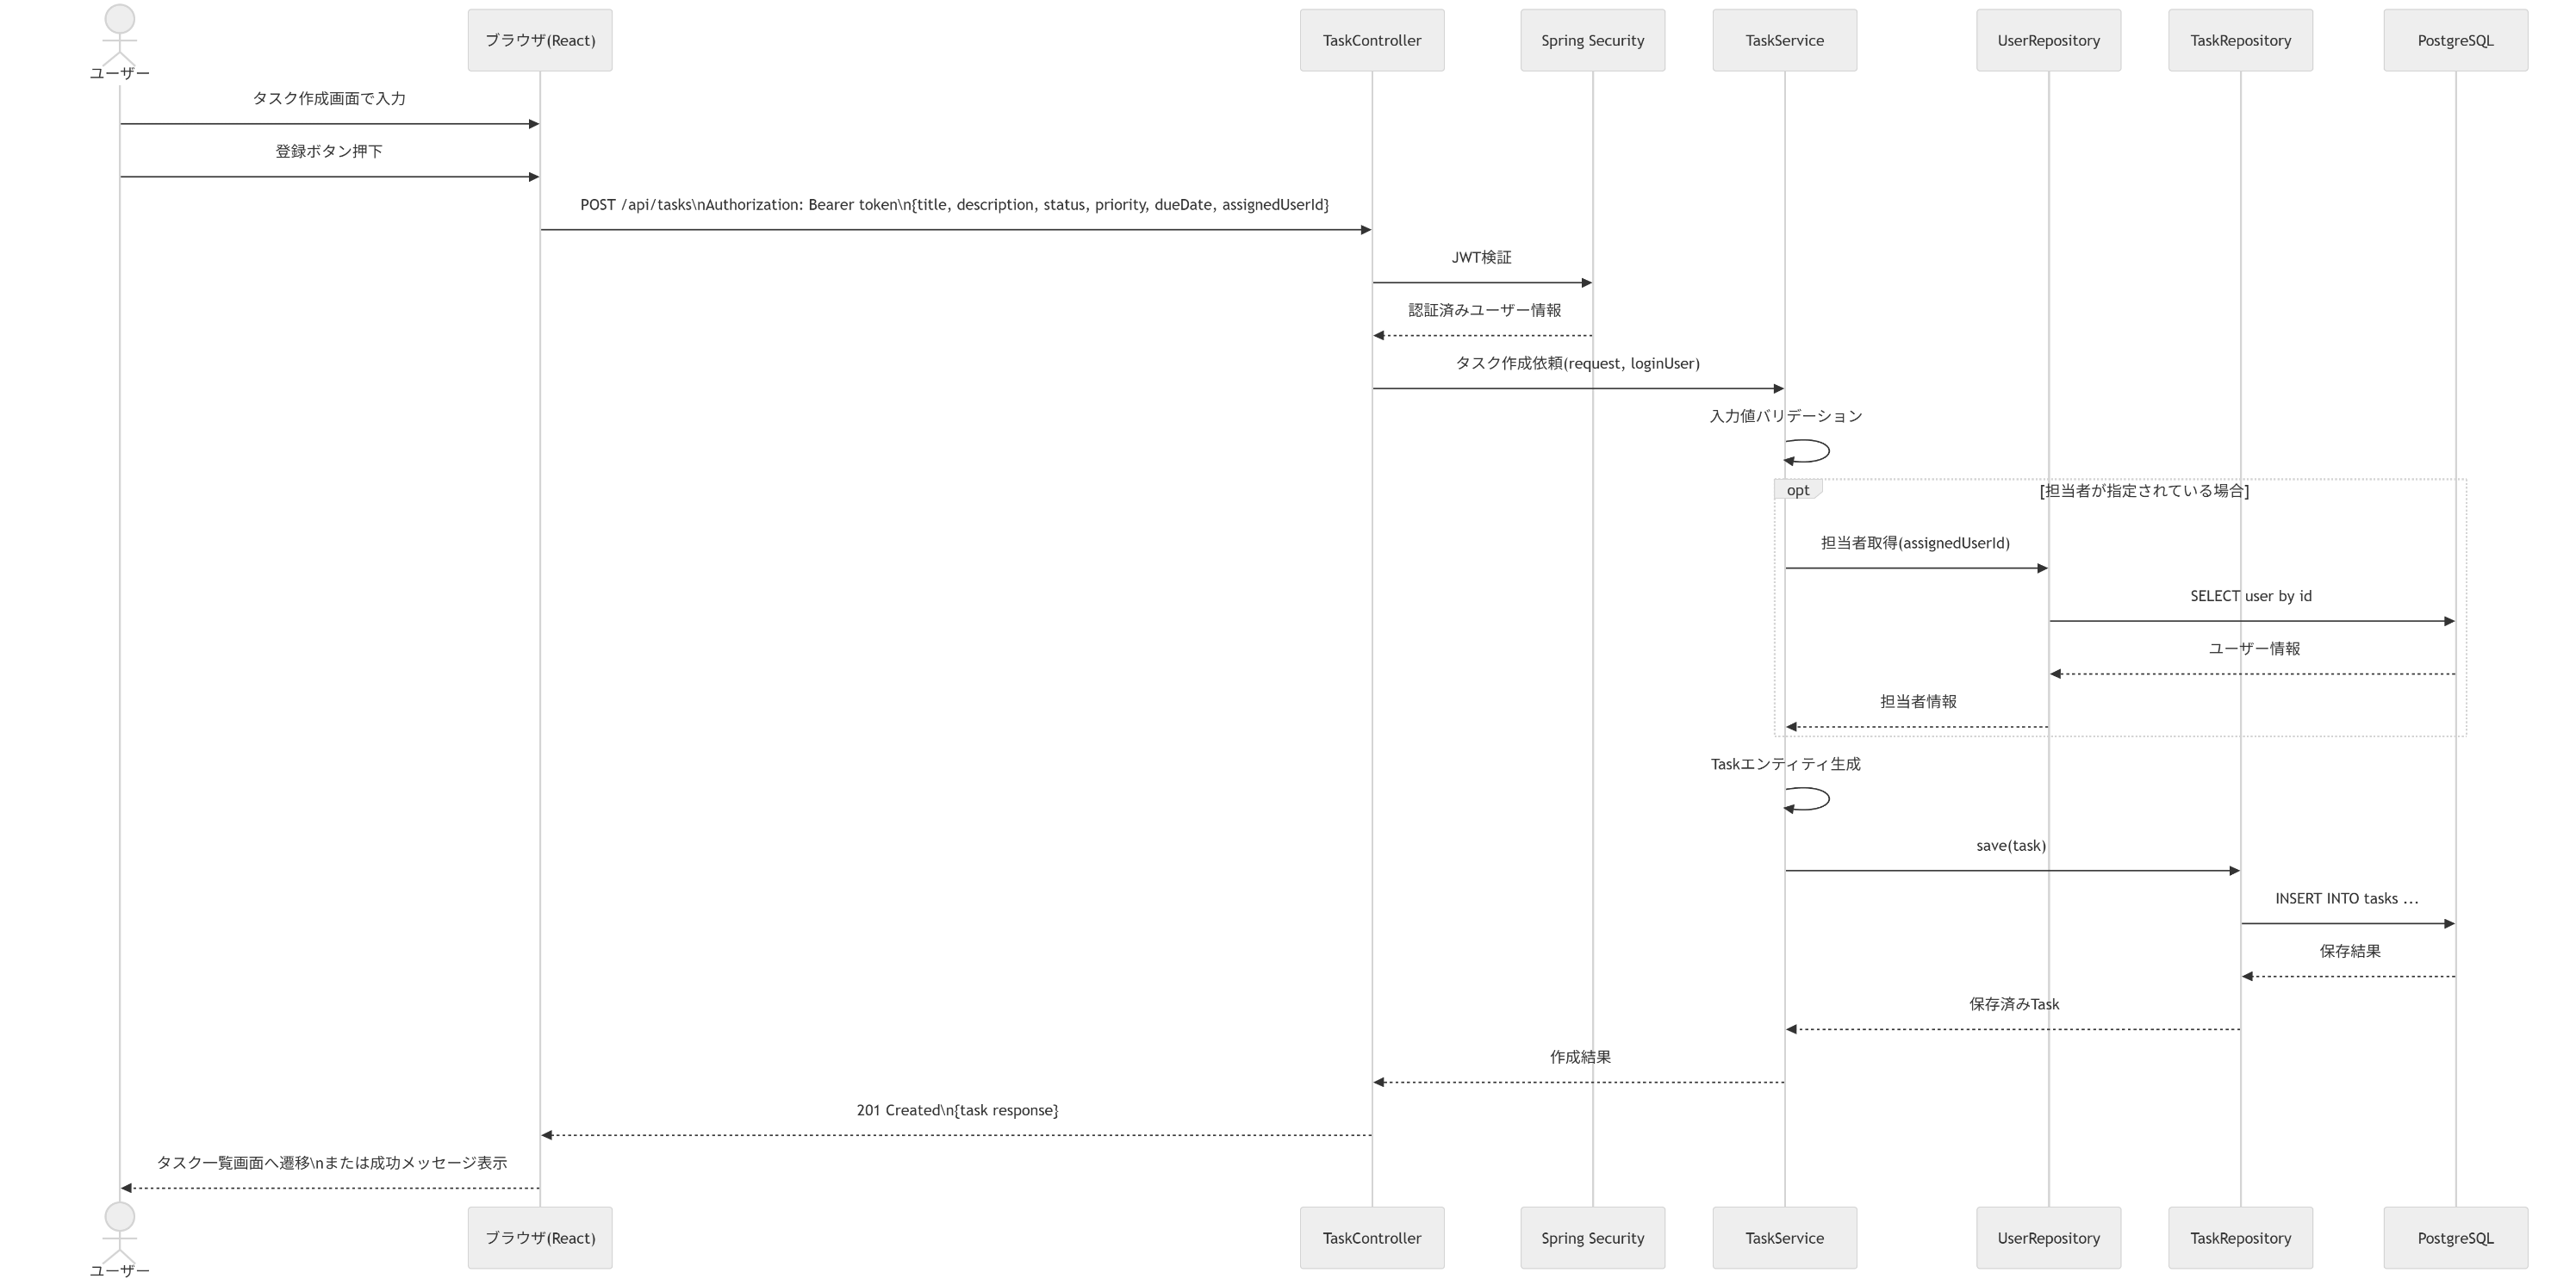 ユーザー
ブラウザ(React)
TaskController
Spring Security
TaskService
UserRepository
TaskRepository
PostgreSQL
タスク作成画面で入力
登録ボタン押下
POST /api/tasks\nAuthorization: Bearer token\n{title, description, status, priority, dueDate, assignedUserId}
JWT検証
認証済みユーザー情報
タスク作成依頼(request, loginUser)
入力値バリデーション
opt
[担当者が指定されている場合]
担当者取得(assignedUserId)
SELECT user by id
ユーザー情報
担当者情報
Taskエンティティ生成
save(task)
INSERT INTO tasks ...
保存結果
保存済みTask
作成結果
201 Created\n{task response}
タスク一覧画面へ遷移\nまたは成功メッセージ表示
ユーザー
ブラウザ(React)
TaskController
Spring Security
TaskService
UserRepository
TaskRepository
PostgreSQL